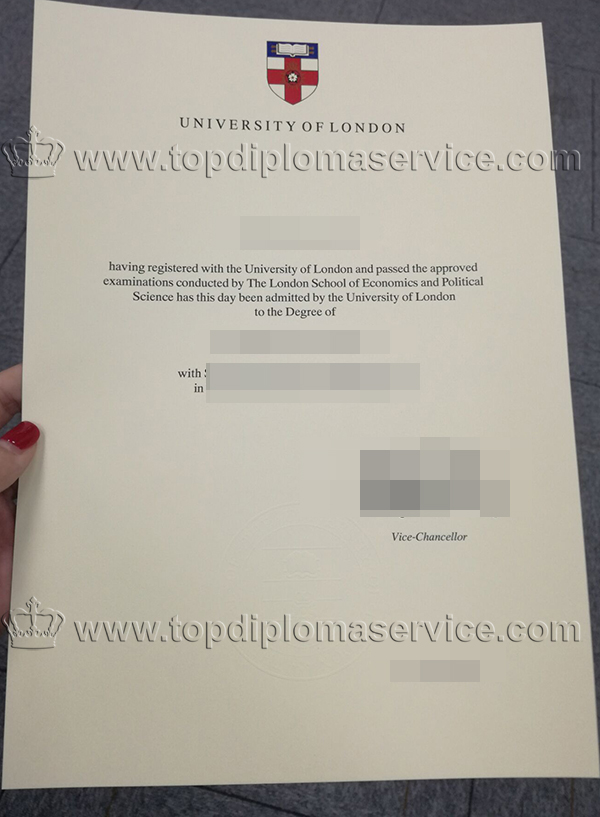 UNIVERSITY OF LONDON
www.topdiplomaservice.com
having registered with the University of London and passed the approved
examinations conducted by The London School of Economics and Political
Science has this day been admitted by the University of London
to the Degree of
with
in
Vice-Chancellor
www.topdiplomaservice.com